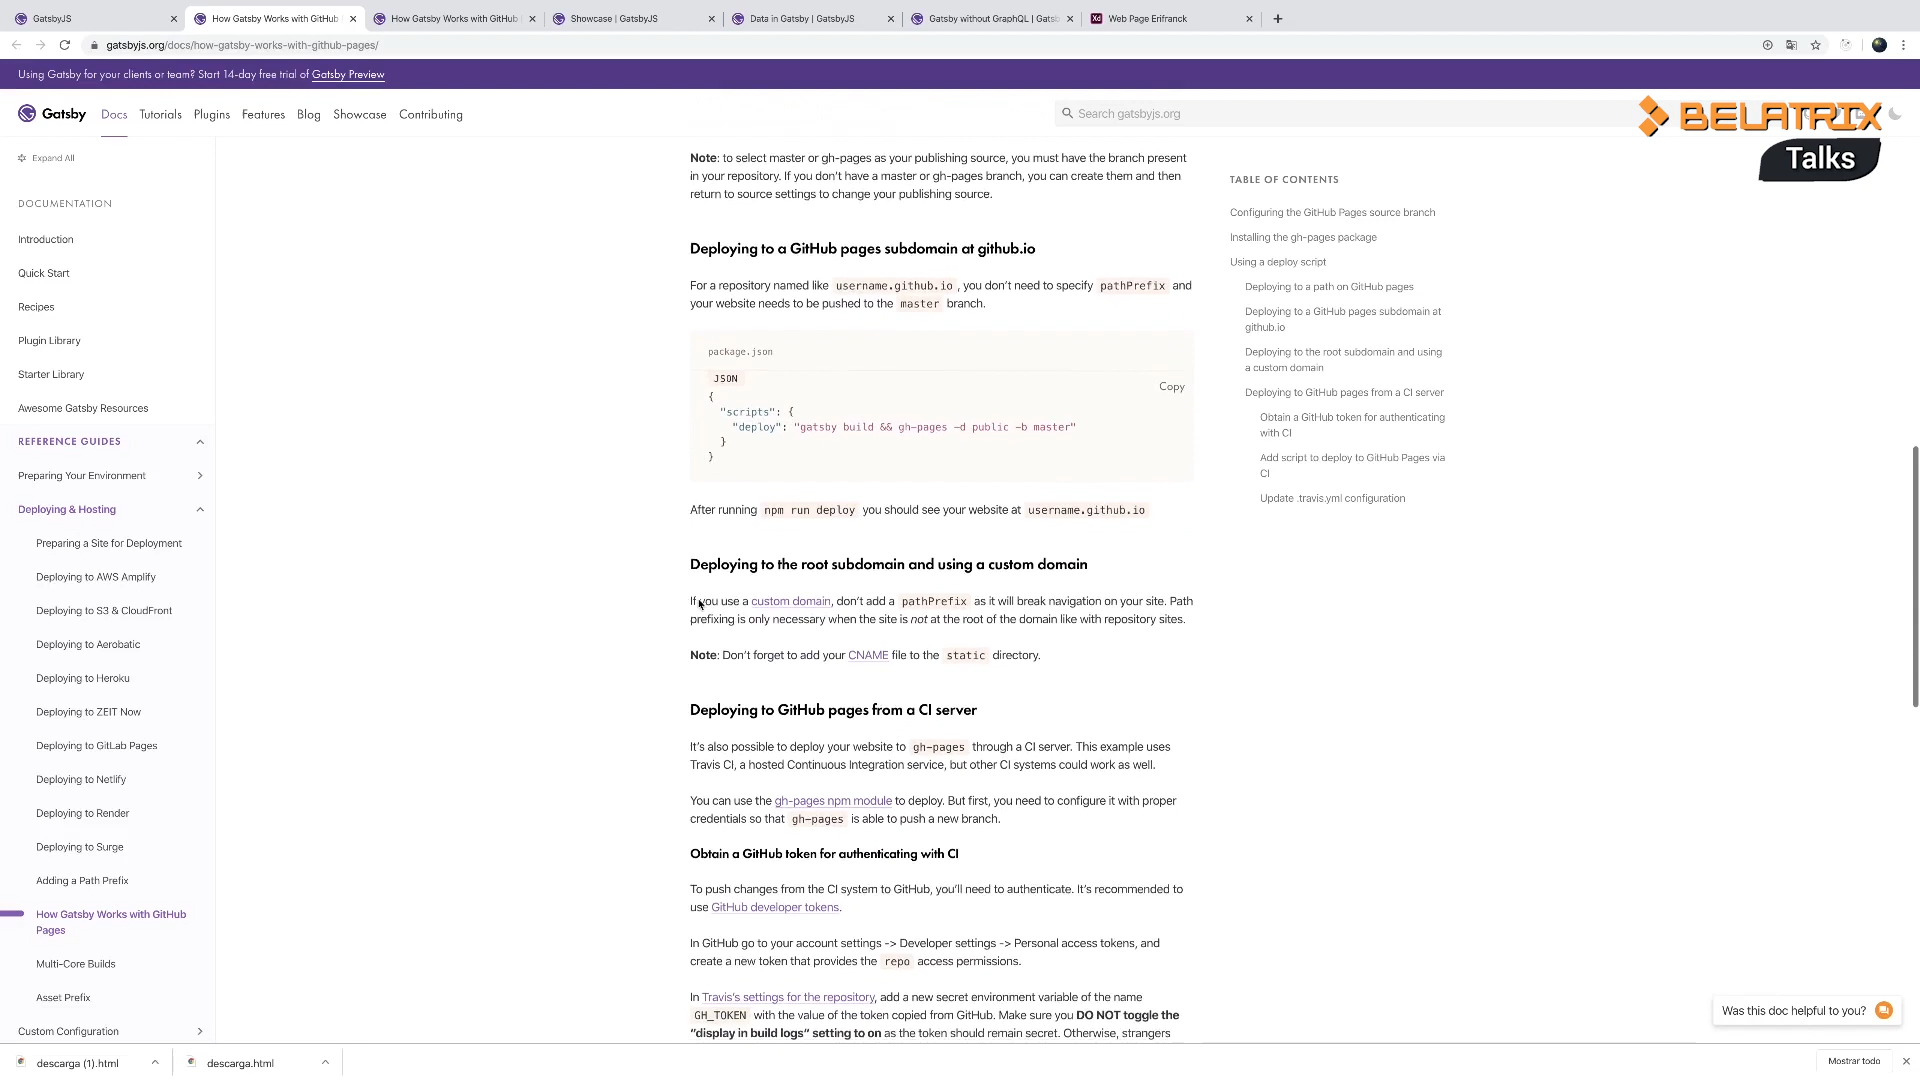 GatsbyJS
How Gatsby Works with GitHub
How Gatsby Works with GitHub
Showcase | GatsbyJS
Data in Gatsby | GatsbyJS
Gatsby without GraphQL | Gats
Xd
Web Page Erifranck
gatsbyjs.org/docs/how-gatsby-works-with-github-pages/
Using Gatsby for your clients or team? Start 14-day free trial of Gatsby Preview
Gatsby
Docs
Tutorials
Plugins
Features
Blog
Showcase
Contributing
Search gatsbyjs.org
BELATRIX
Talks
Expand All
DOCUMENTATION
Introduction
Quick Start
Recipes
Plugin Library
Starter Library
Awesome Gatsby Resources
REFERENCE GUIDES
Preparing Your Environment
Deploying & Hosting
Preparing a Site for Deployment
Deploying to AWS Amplify
Deploying to S3 & CloudFront
Deploying to Aerobatic
Deploying to Heroku
Deploying to ZEIT Now
Deploying to GitLab Pages
Deploying to Netlify
Deploying to Render
Deploying to Surge
Adding a Path Prefix
How Gatsby Works with GitHub
Pages
Multi-Core Builds
Asset Prefix
Custom Configuration
Note: to select master or gh-pages as your publishing source, you must have the branch present
in your repository. If you don't have a master or gh-pages branch, you can create them and then
return to source settings to change your publishing source.
Deploying to a GitHub pages subdomain at github.io
For a repository named like username.github.io, you don't need to specify pathPrefix and
your website needs to be pushed to the master branch.
package.json
JSON
Copy
{
"scripts": {
"deploy": "gatsby build && gh-pages -d public -b master"
}
}
After running npm run deploy you should see your website at username.github.io
Deploying to the root subdomain and using a custom domain
If you use a custom domain, don't add a pathPrefix as it will break navigation on your site. Path
prefixing is only necessary when the site is not at the root of the domain like with repository sites.
Note: Don't forget to add your CNAME file to the static directory.
Deploying to GitHub pages from a CI server
It's also possible to deploy your website to gh-pages through a CI server. This example uses
Travis CI, a hosted Continuous Integration service, but other CI systems could work as well.
You can use the gh-pages npm module to deploy. But first, you need to configure it with proper
credentials so that gh-pages is able to push a new branch.
Obtain a GitHub token for authenticating with CI
To push changes from the CI system to GitHub, you'll need to authenticate. It's recommended to
use GitHub developer tokens.
In GitHub go to your account settings -> Developer settings -> Personal access tokens, and
create a new token that provides the repo access permissions.
In Travis's settings for the repository, add a new secret environment variable of the name
GH_TOKEN with the value of the token copied from GitHub. Make sure you DO NOT toggle the
"display in build logs" setting to on as the token should remain secret. Otherwise, strangers
TABLE OF CONTENTS
Configuring the GitHub Pages source branch
Installing the gh-pages package
Using a deploy script
Deploying to a path on GitHub pages
Deploying to a GitHub pages subdomain at
github.io
Deploying to the root subdomain and using
a custom domain
Deploying to GitHub pages from a CI server
Obtain a GitHub token for authenticating
with CI
Add script to deploy to GitHub Pages via
CI
Update .travis.yml configuration
Was this doc helpful to you?
descarga (1).html
descarga.html
Mostrar todo